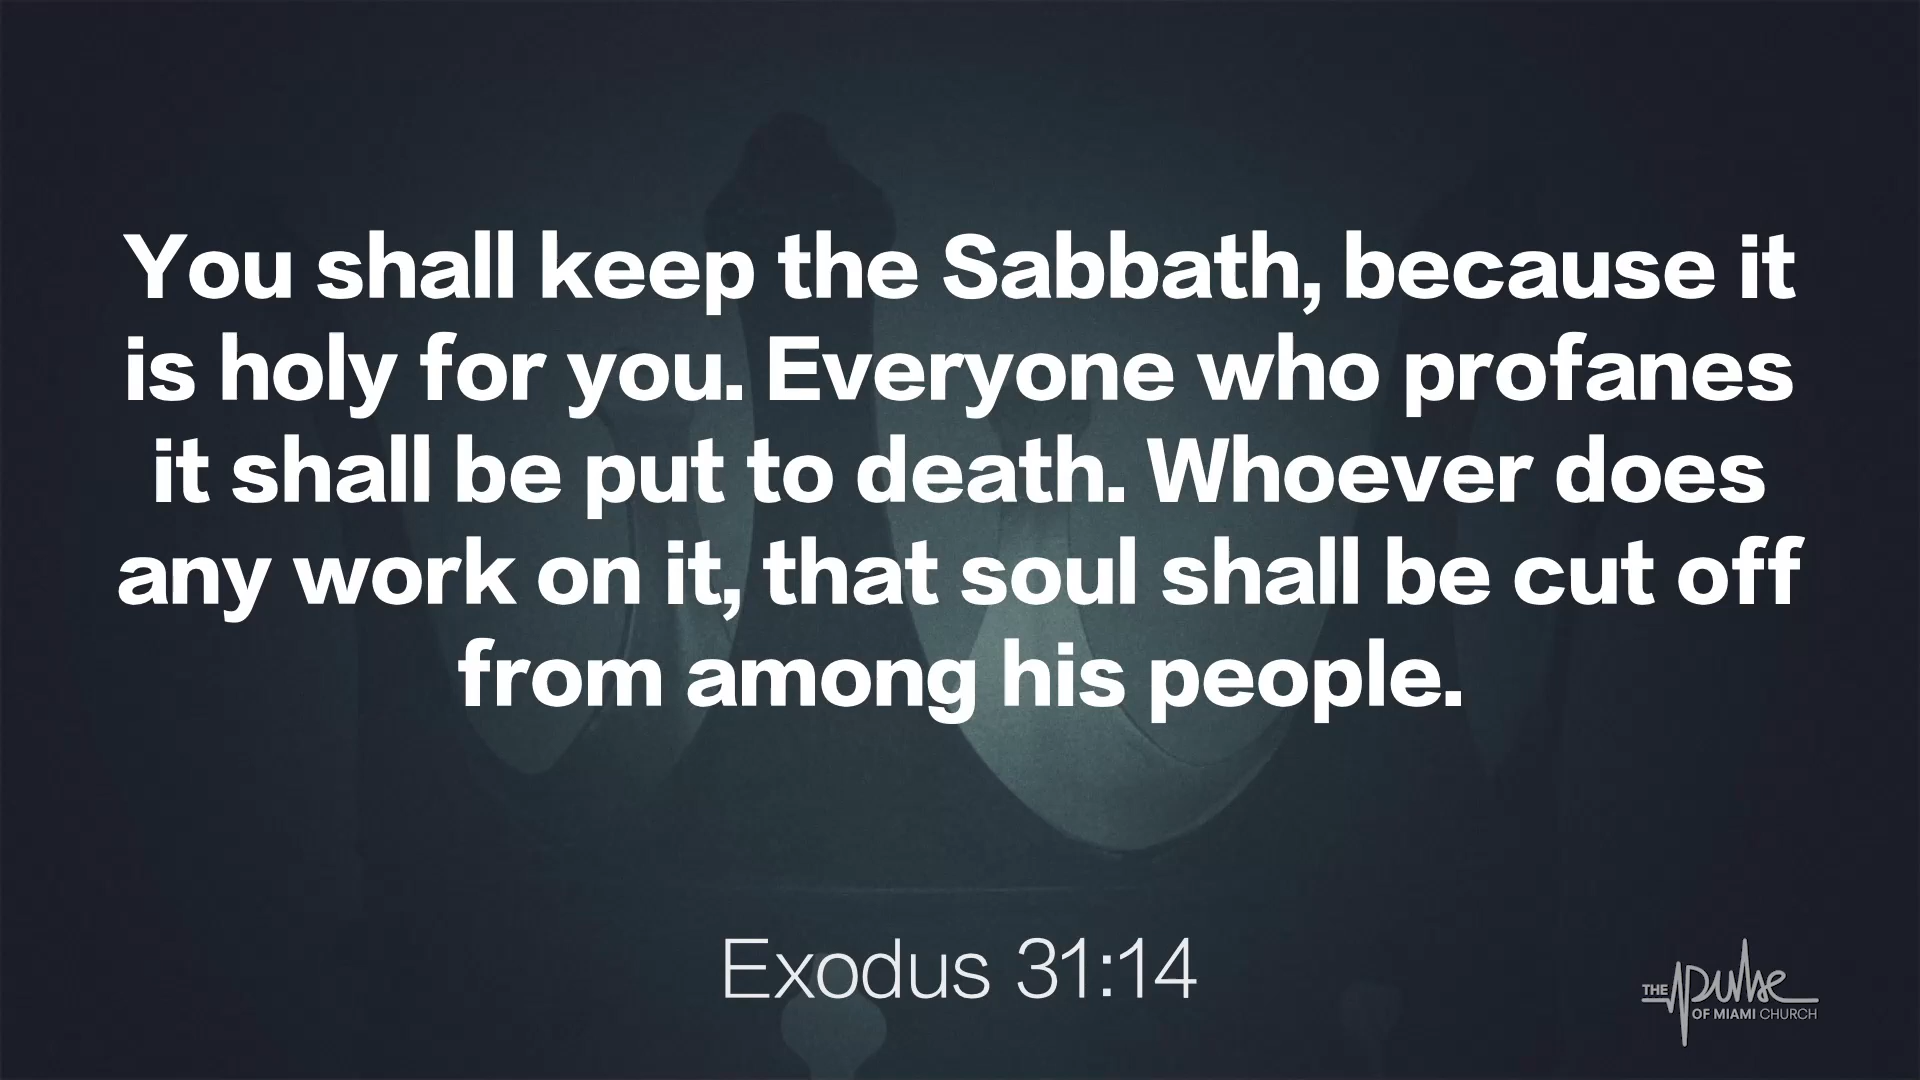 You shall keep the Sabbath, because it
is holy for you. Everyone who profanes
it shall be put to death. Whoever does
any work on it, that soul shall be cut off
from among his people.
Exodus 31:14
THE pulse
OF MIAMI CHURCH